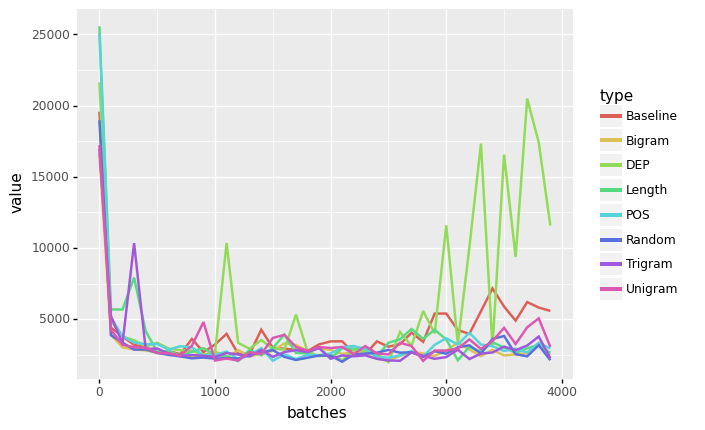 25000
20000
15000
10000
5000
value
0
1000
2000
3000
4000
batches
type
Baseline
Bigram
DEP
Length
POS
Random
Trigram
Unigram